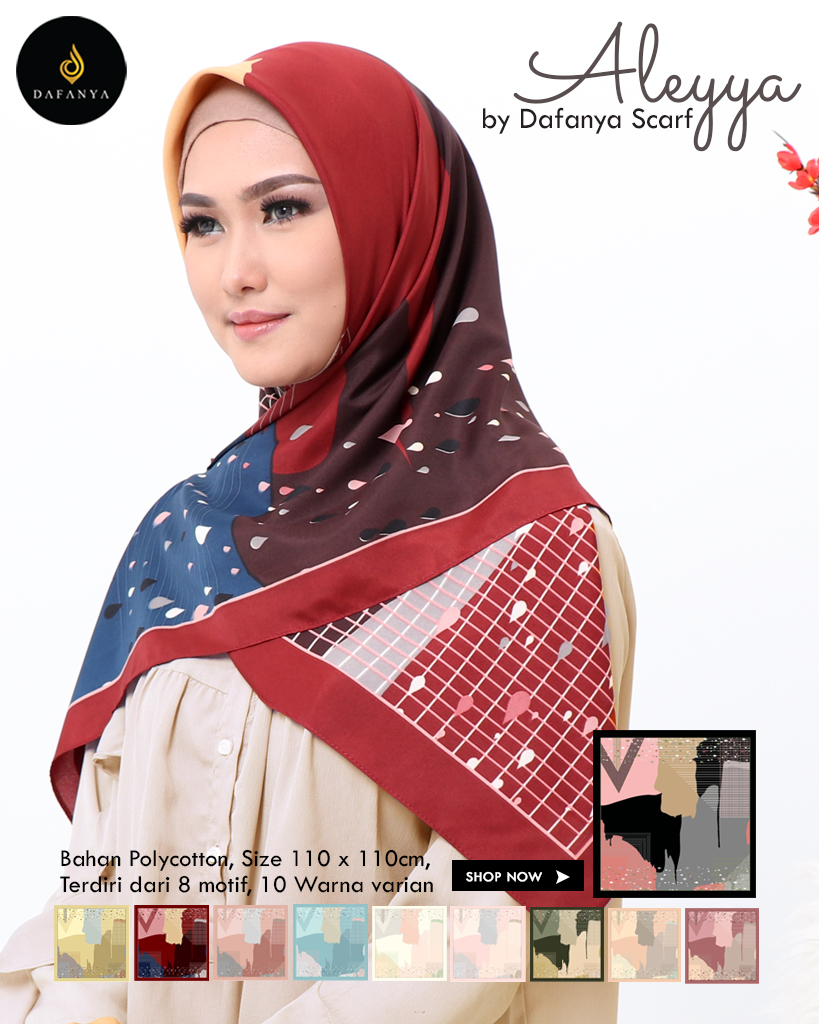 DAFANYA
Aleyya
by Dafanya Scarf
Bahan Polycotton, Size 110 x 110cm,
Terdiri dari 8 motif, 10 Warna varian
SHOP NOW